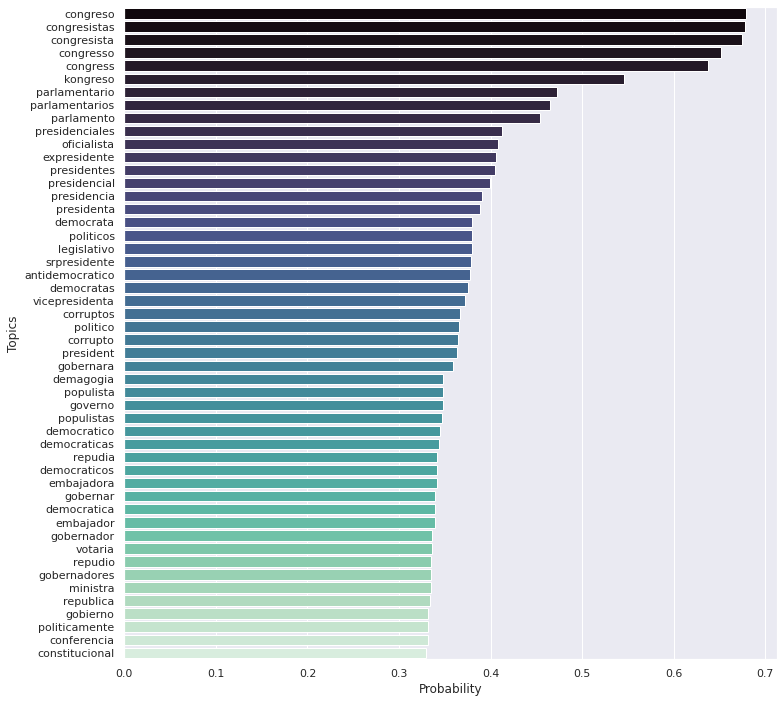 congreso
congresistas
congresista
congresso
congress
kongreso
parlamentario
parlamentarios
parlamento
presidenciales
oficialista
expresidente
presidentes
presidencial
presidencia
presidenta
democrata
politicos
legislativo
srpresidente
antidemocratico
democratas
vicepresidenta
corruptos
politico
corrupto
president
gobernara
demagogia
populista
governo
populistas
democratico
democraticas
repudia
democraticos
embajadora
gobernar
democratica
embajador
gobernador
votaria
repudio
gobernadores
ministra
republica
gobierno
politicamente
conferencia
constitucional
Topics
0.0 0.1 0.2 0.3 0.4 0.5 0.6 0.7
Probability